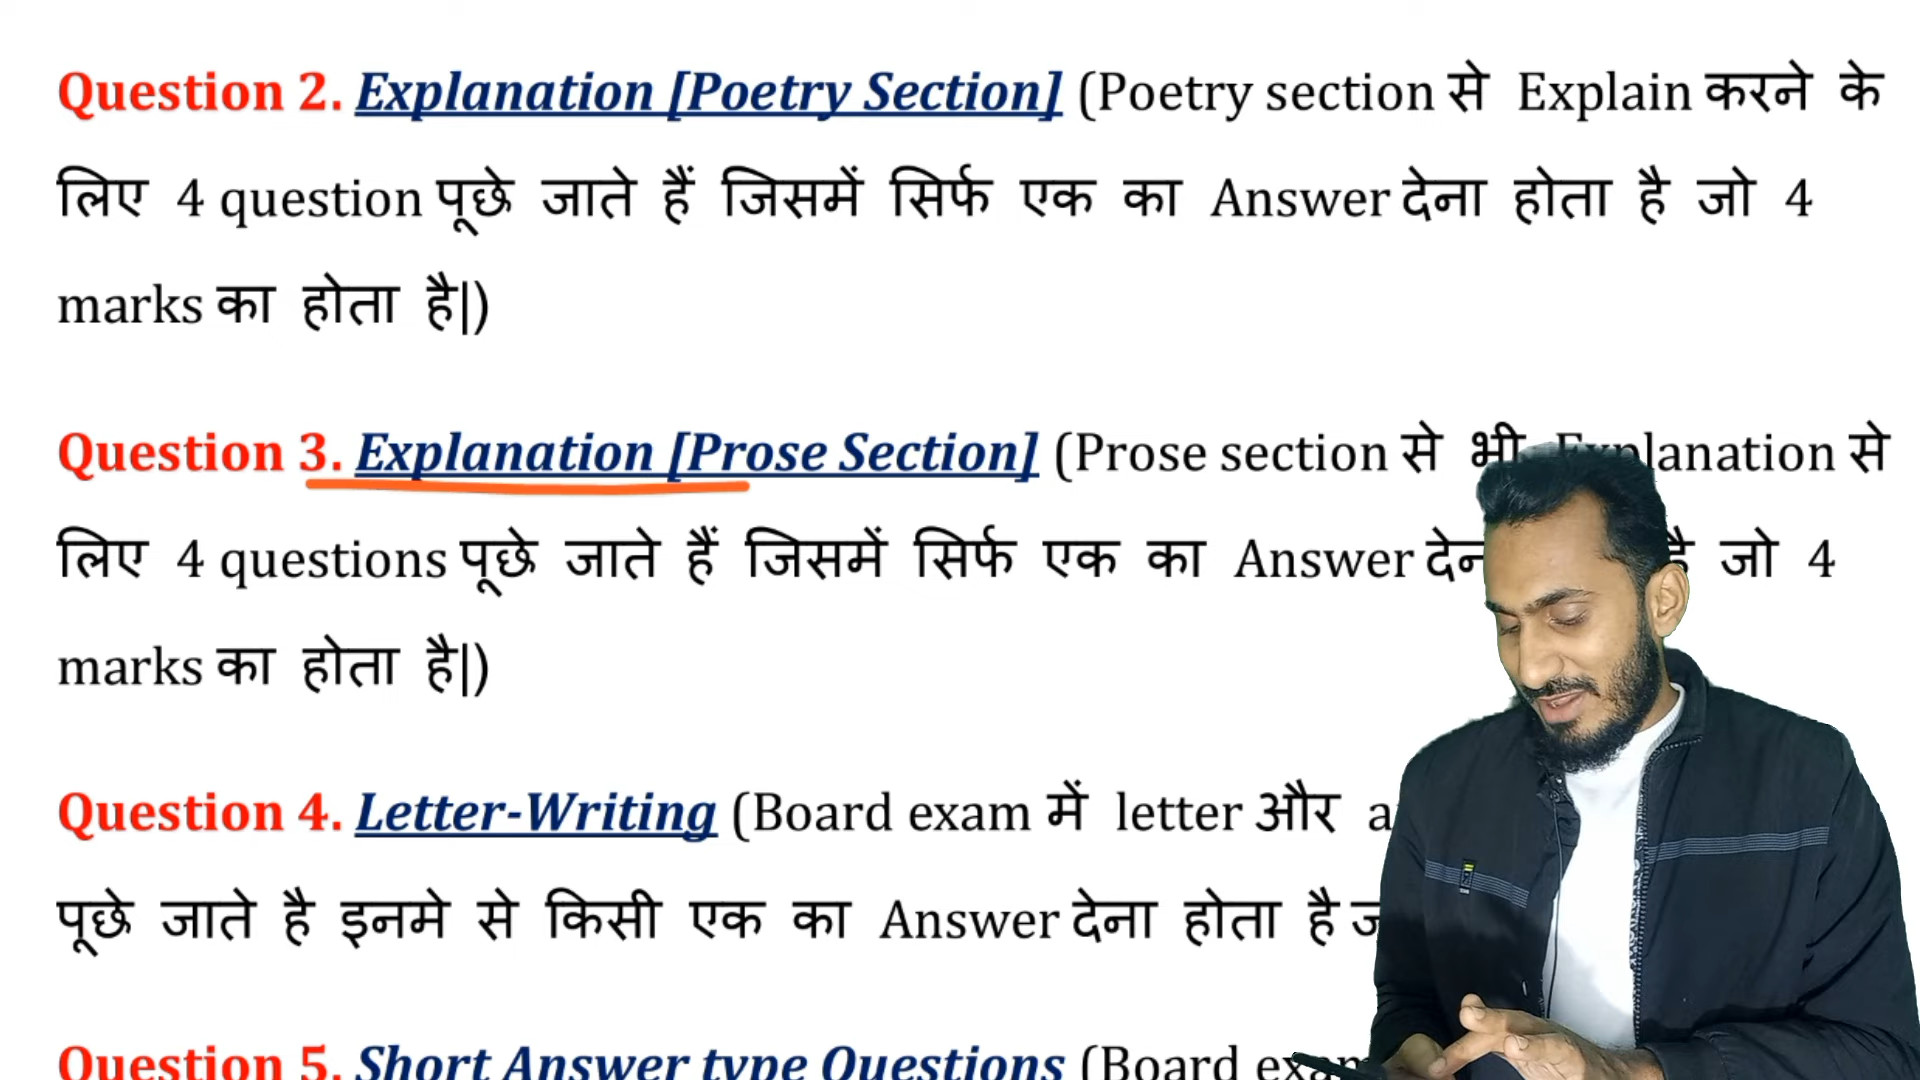 Question 2. Explanation [Poetry Section] (Poetry section से Explain करने के
लिए 4 question पूछे जाते हैं जिसमें सिर्फ एक का Answer देना होता है जो 4
marks का होता है|)
Question 3. Explanation [Prose Section] (Prose section से भी Explanation से
लिए 4 questions पूछे जाते हैं जिसमें सिर्फ एक का Answer है जो 4
marks का होता है|)
Question 4. Letter-Writing (Board exam में letter और
पूछे जाते है इनमे से किसी एक का Answer देना होता है
Question 5. Short Answer type Questions (Board exam